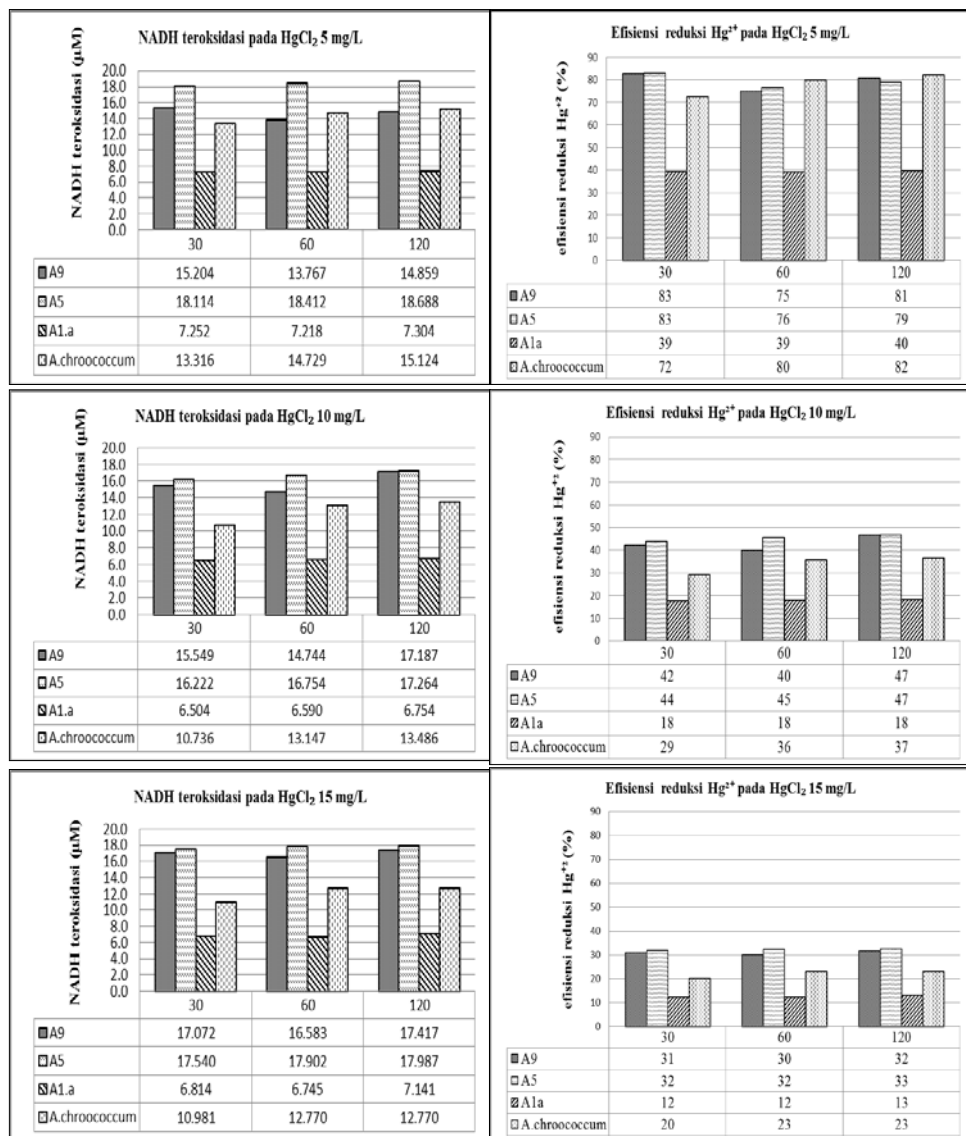 NADH teroksidasi pada HgCl₂ 5 mg/L
NADH teroksidasi (μM)
20.0
18.0
16.0
14.0
12.0
10.0
8.0
6.0
4.0
2.0
0.0
30 60 120
A9 15.204 13.767 14.859
A5 18.114 18.412 18.688
A1.a 7.252 7.218 7.304
A.chroococcum 13.316 14.729 15.124
Efisiensi reduksi Hg²⁺ pada HgCl₂ 5 mg/L
efisiensi reduksi Hg⁺² (%)
90
80
70
60
50
40
30
20
10
0
30 60 120
A9 83 75 81
A5 83 76 79
A1a 39 39 40
A.chroococcum 72 80 82
NADH teroksidasi pada HgCl₂ 10 mg/L
NADH teroksidasi (μM)
20.0
18.0
16.0
14.0
12.0
10.0
8.0
6.0
4.0
2.0
0.0
30 60 120
A9 15.549 14.744 17.187
A5 16.222 16.754 17.264
A1.a 6.504 6.590 6.754
A.chroococcum 10.736 13.147 13.486
Efisiensi reduksi Hg²⁺ pada HgCl₂ 10 mg/L
efisiensi reduksi Hg⁺² (%)
90
80
70
60
50
40
30
20
10
0
30 60 120
A9 42 40 47
A5 44 45 47
A1a 18 18 18
A.chroococcum 29 36 37
NADH teroksidasi pada HgCl₂ 15 mg/L
NADH teroksidasi (μM)
20.0
18.0
16.0
14.0
12.0
10.0
8.0
6.0
4.0
2.0
0.0
30 60 120
A9 17.072 16.583 17.417
A5 17.540 17.902 17.987
A1.a 6.814 6.745 7.141
A.chroococcum 10.981 12.770 12.770
Efisiensi reduksi Hg²⁺ pada HgCl₂ 15 mg/L
efisiensi reduksi Hg⁺² (%)
90
80
70
60
50
40
30
20
10
0
30 60 120
A9 31 30 32
A5 32 32 33
A1a 12 12 13
A.chroococcum 20 23 23